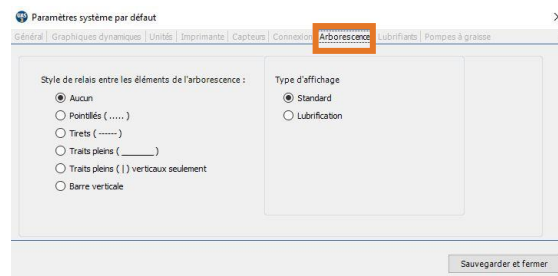 Paramètres système par défaut
Général | Graphiques dynamiques | Unités | Imprimante | Capteurs | Connexion | Arborescence | Lubrifiants | Pompes à graisse
Style de relais entre les éléments de l'arborescence :
Aucun
Pointillés ( ..... )
Tirets ( ------ )
Traits pleins ( _______ )
Traits pleins ( | ) verticaux seulement
Barre verticale
Type d'affichage
Standard
Lubrification
Sauvegarder et fermer